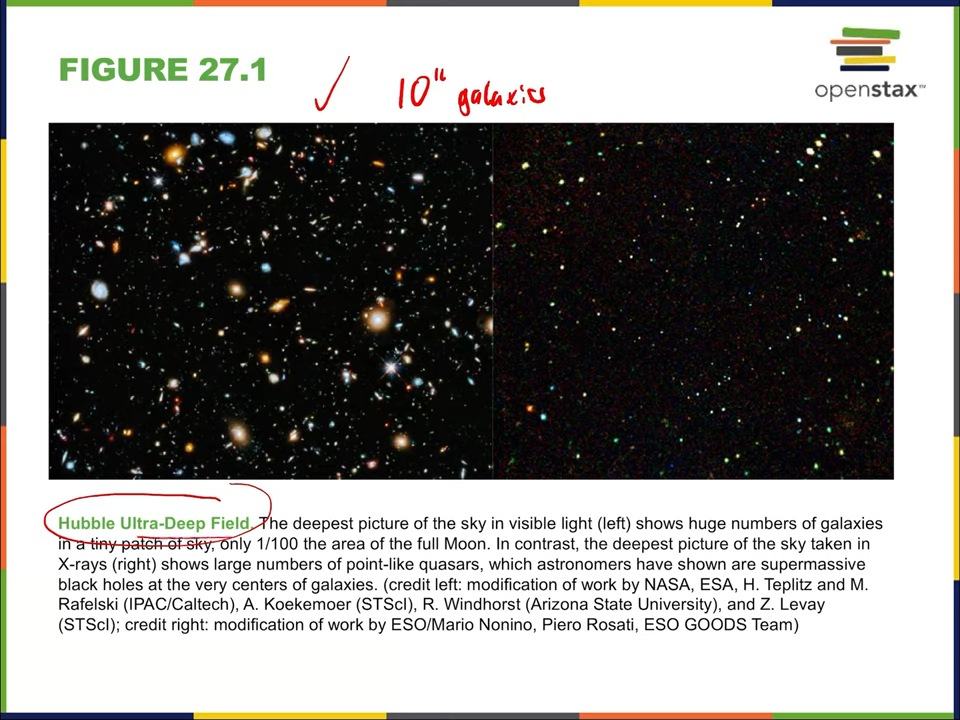 FIGURE 27.1
openstax™
10¹¹ galaxies
Hubble Ultra-Deep Field. The deepest picture of the sky in visible light (left) shows huge numbers of galaxies
in a tiny patch of sky, only 1/100 the area of the full Moon. In contrast, the deepest picture of the sky taken in
X-rays (right) shows large numbers of point-like quasars, which astronomers have shown are supermassive
black holes at the very centers of galaxies. (credit left: modification of work by NASA, ESA, H. Teplitz and M.
Rafelski (IPAC/Caltech), A. Koekemoer (STScI), R. Windhorst (Arizona State University), and Z. Levay
(STScI); credit right: modification of work by ESO/Mario Nonino, Piero Rosati, ESO GOODS Team)